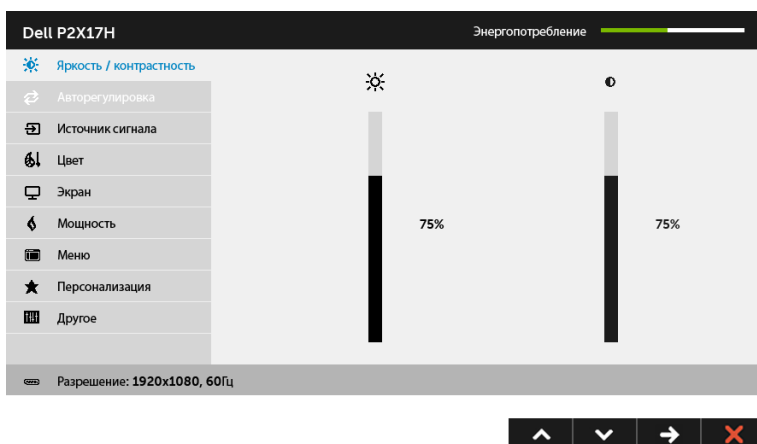 Dell P2X17H
Энергопотребление
Яркость / контрастность
Авторегулировка
Источник сигнала
Цвет
Экран
Мощность
Меню
Персонализация
Другое
75%
75%
Разрешение: 1920x1080, 60Гц